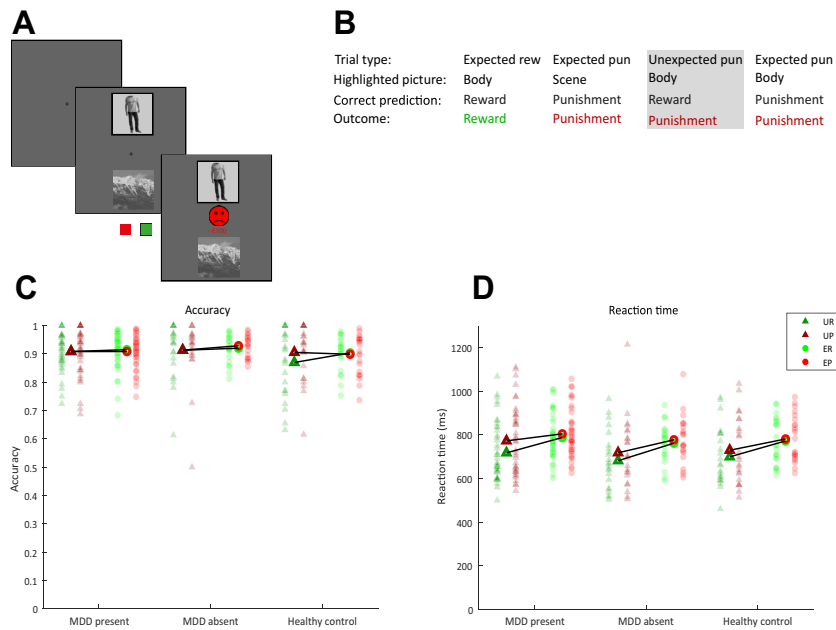 A
B
Trial type: Expected rew Expected pun Unexpected pun Expected pun
Highlighted picture: Body Scene Body Body
Correct prediction: Reward Punishment Reward Punishment
Outcome: Reward Punishment Punishment Punishment
C
Accuracy
1
0.9
0.8
0.7
0.6
0.5
0.4
0.3
0.2
0.1
0
Accuracy
MDD present MDD absent Healthy control
D
Reaction time
UR
UP
ER
EP
1200
1000
800
600
400
200
0
Reaction time (ms)
MDD present MDD absent Healthy control